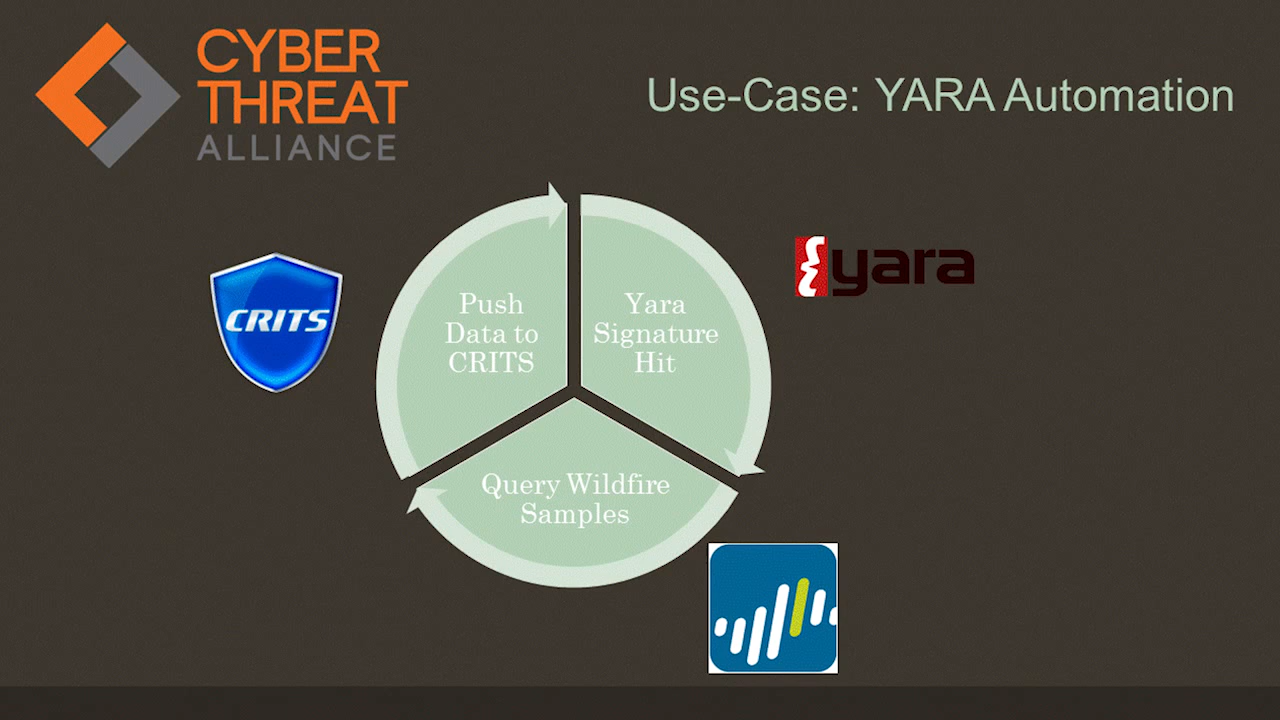 CYBER
THREAT
ALLIANCE
Use-Case: YARA Automation
CRITS
yara
Push
Data to
CRITS
Yara
Signature
Hit
Query Wildfire
Samples